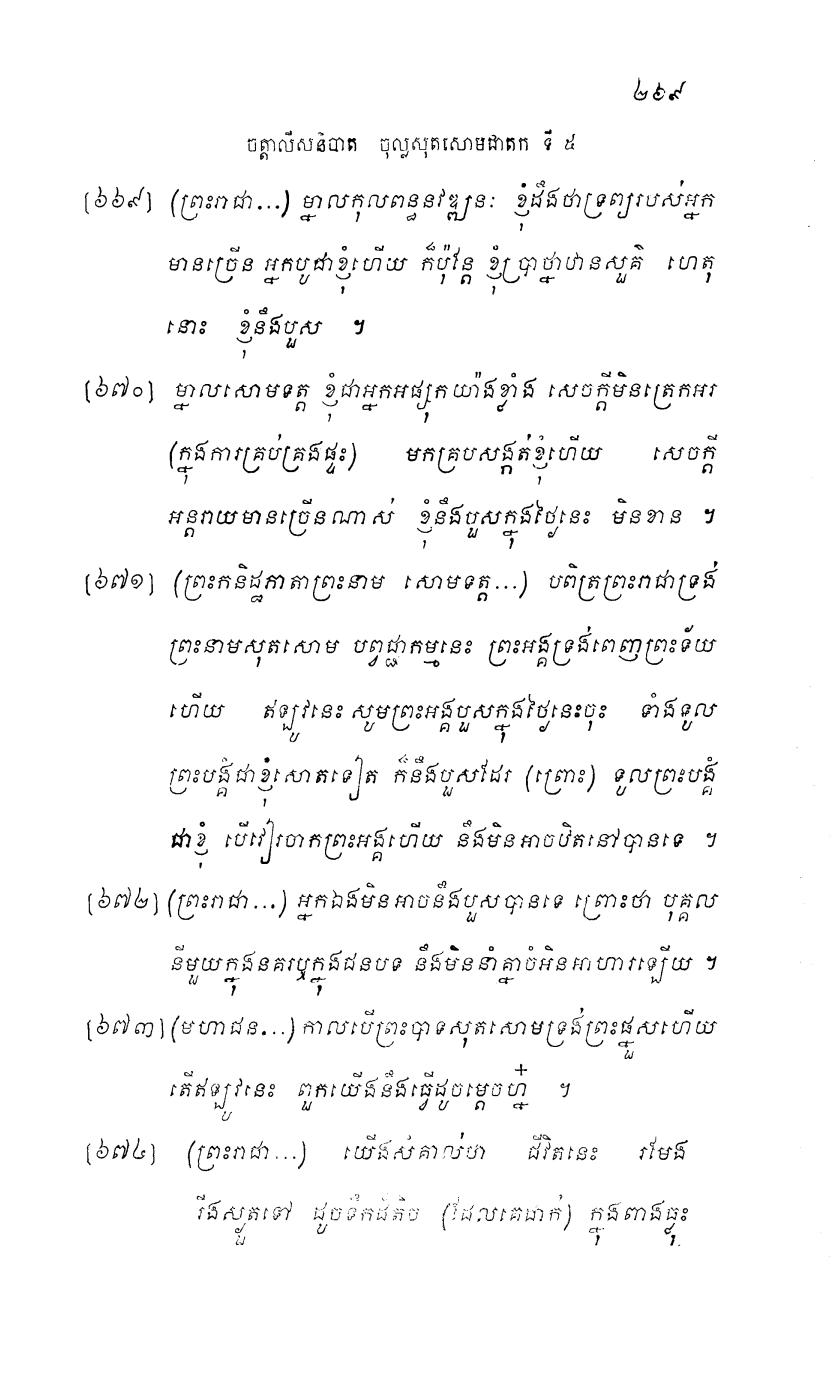 ២៦៩
ចត្តាលីសនិបាត ចុល្លសុតសោមជាតក ទី ៥
[៦៦៩] (ព្រះរាជា...) ម្នាលកុលពន្ធនវឌ្ឍនៈ ខ្ញុំដឹងថាទ្រព្យរបស់អ្នក
មានច្រើន អ្នកបូជាខ្ញុំហើយ ក៏ប៉ុន្តែ ខ្ញុំប្រាថ្នាឋានសួគ៌ ហេតុ
នោះ ខ្ញុំនឹងបួស ។
[៦៧០] ម្នាលសោមទត្ត ខ្ញុំជាអ្នកអផ្សុកយ៉ាងខ្លាំង សេចក្តីមិនត្រេកអរ
(ក្នុងការគ្រប់គ្រងផ្ទះ) មកគ្របសង្កត់ខ្ញុំហើយ សេចក្តី
អន្តរាយមានច្រើនណាស់ ខ្ញុំនឹងបួសក្នុងថ្ងៃនេះ មិនខាន ។
[៦៧១] (ព្រះកនិដ្ឋភាតាព្រះនាម សោមទត្ត...) បពិត្រព្រះរាជាទ្រង់
ព្រះនាមសុតសោម បព្វជ្ជាកម្មនេះ ព្រះអង្គទ្រង់ពេញព្រះទ័យ
ហើយ ឥឡូវនេះ សូមព្រះអង្គបួសក្នុងថ្ងៃនេះចុះ ទាំងទូល
ព្រះបង្គំជាខ្ញុំសោតទៀត ក៏នឹងបួសដែរ (ព្រោះ) ទូលព្រះបង្គំ
ជាខ្ញុំ បើវៀរចាកព្រះអង្គហើយ នឹងមិនអាចឋិតនៅបានទេ ។
[៦៧២] (ព្រះរាជា...) អ្នកឯងមិនអាចនឹងបួសបានទេ ព្រោះថា បុគ្គល
នីមួយក្នុងនគរឬក្នុងជនបទ នឹងមិននាំគ្នាចំអិនអាហារឡើយ ។
[៦៧៣] (មហាជន...) កាលបើព្រះបាទសុតសោមទ្រង់ព្រះផ្នួសហើយ
តើឥឡូវនេះ ពួកយើងនឹងធ្វើដូចម្តេចហ្ន៎ ។
[៦៧៤] (ព្រះរាជា...) យើងសំគាល់ថា ជីវិតនេះ រមែង
រីងស្ងួតទៅ ដូចទឹកដ៏តិច (ដែលគេដាក់) ក្នុងពាងធ្លុះ